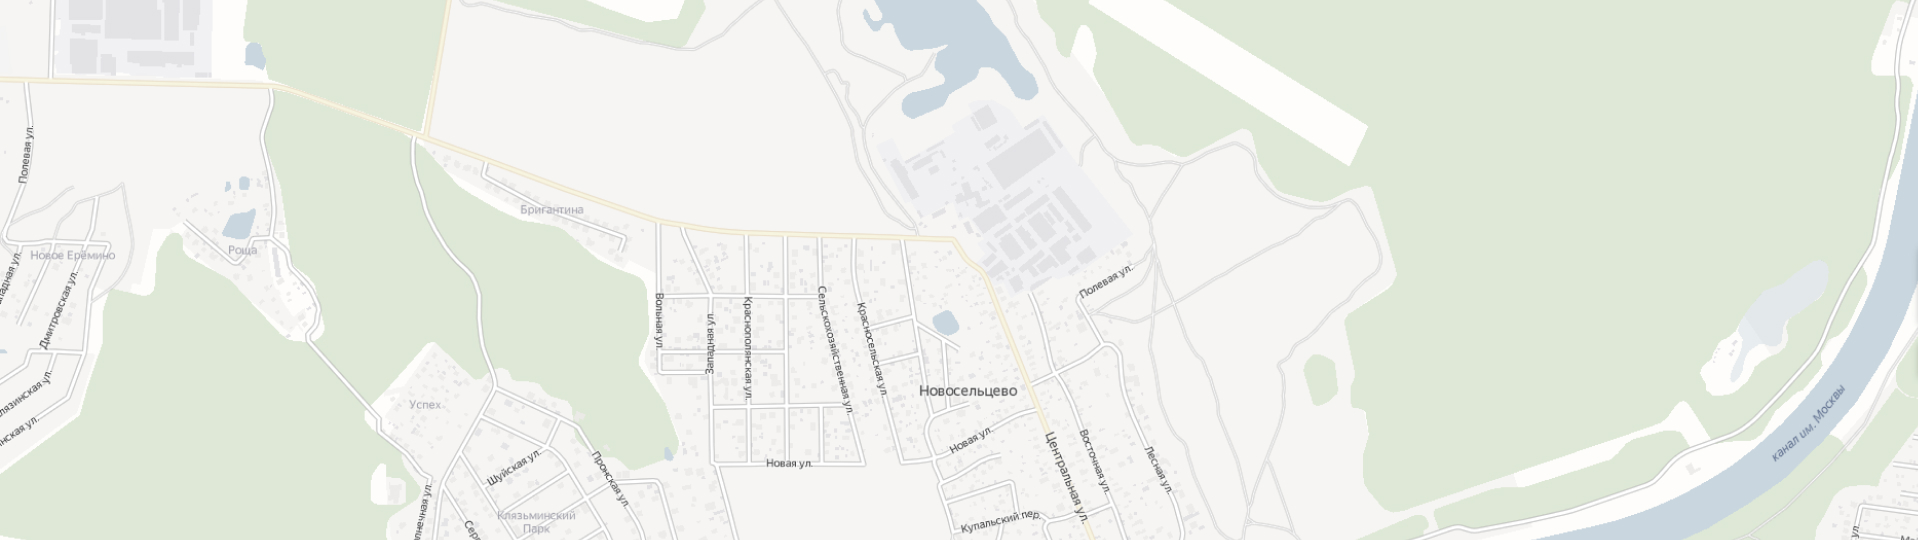 Полевая ул.
Бригантина
Роща
Новое Ерёмино
Дмитровская ул.
Вольная ул.
Западная ул.
Краснополянская ул.
Сельскохозяйственная ул.
Красносельская ул.
Полевая ул.
Новосельцево
Успех
Новая ул.
Новая ул.
Центральная ул.
Восточная ул.
Лесная ул.
Шуйская ул.
Пронская ул.
Клязьминский
Парк
Купальский пер.
канал им. Москвы